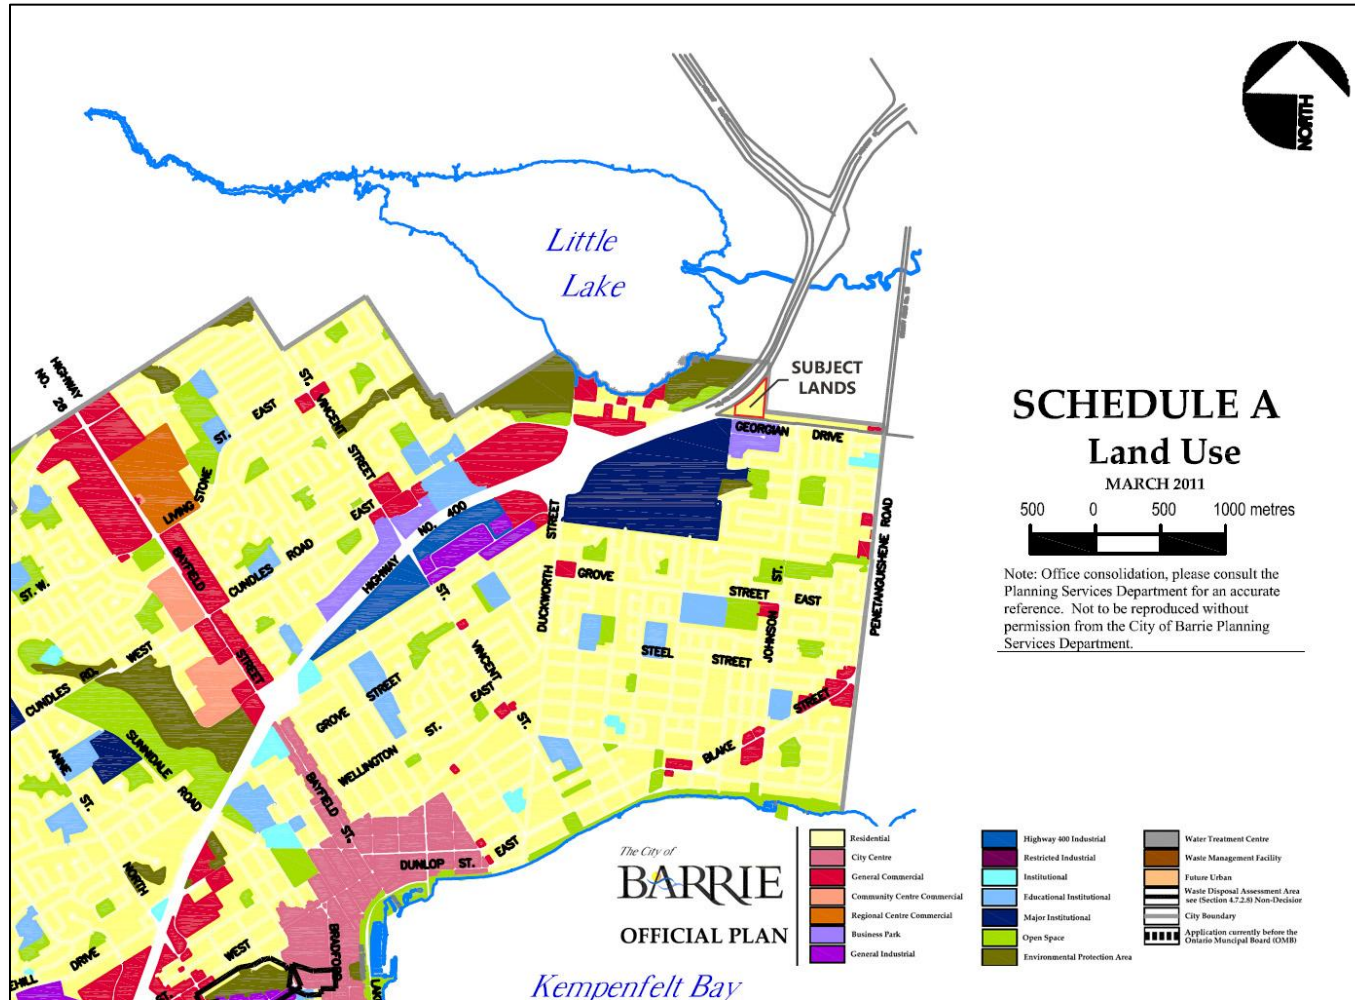 NORTH
Little
Lake
SUBJECT
LANDS
HIGHWAY
NO. 26
EAST
ST.
VINCENT
STREET
ST.
LIVING STONE
EAST
GEORGIAN DRIVE
SCHEDULE A
Land Use
MARCH 2011
500 0 500 1000 metres
Note: Office consolidation, please consult the
Planning Services Department for an accurate
reference. Not to be reproduced without
permission from the City of Barrie Planning
Services Department.
HIGHWAY NO. 400
STREET
DUCKWORTH
BAYFIELD
STREET
CUNDLES ROAD
ST. W.
GROVE
STREET EAST
ST.
JOHNSON
PENETANGUISHENE ROAD
STEEL STREET
CUNDLES RD. WEST
ST.
VINCENT
ST.
GROVE STREET EAST
WELLINGTON ST.
SUNNIDALE
ROAD
ANNE
ST.
BLAKE STREET
BAYFIELD
ST.
DUNLOP ST. EAST
NORTH
WEST
DRIVE
BRADFORD
ST.
The City of
BARRIE
OFFICIAL PLAN
Kempenfelt Bay
Residential
City Centre
General Commercial
Community Centre Commercial
Regional Centre Commercial
Business Park
General Industrial
Highway 400 Industrial
Restricted Industrial
Institutional
Educational Institutional
Major Institutional
Open Space
Environmental Protection Area
Water Treatment Centre
Waste Management Facility
Future Urban
Waste Disposal Assessment Area
see (Section 4.7.2.8) Non-Decision
City Boundary
Application currently before the
Ontario Muncipal Board (OMB)